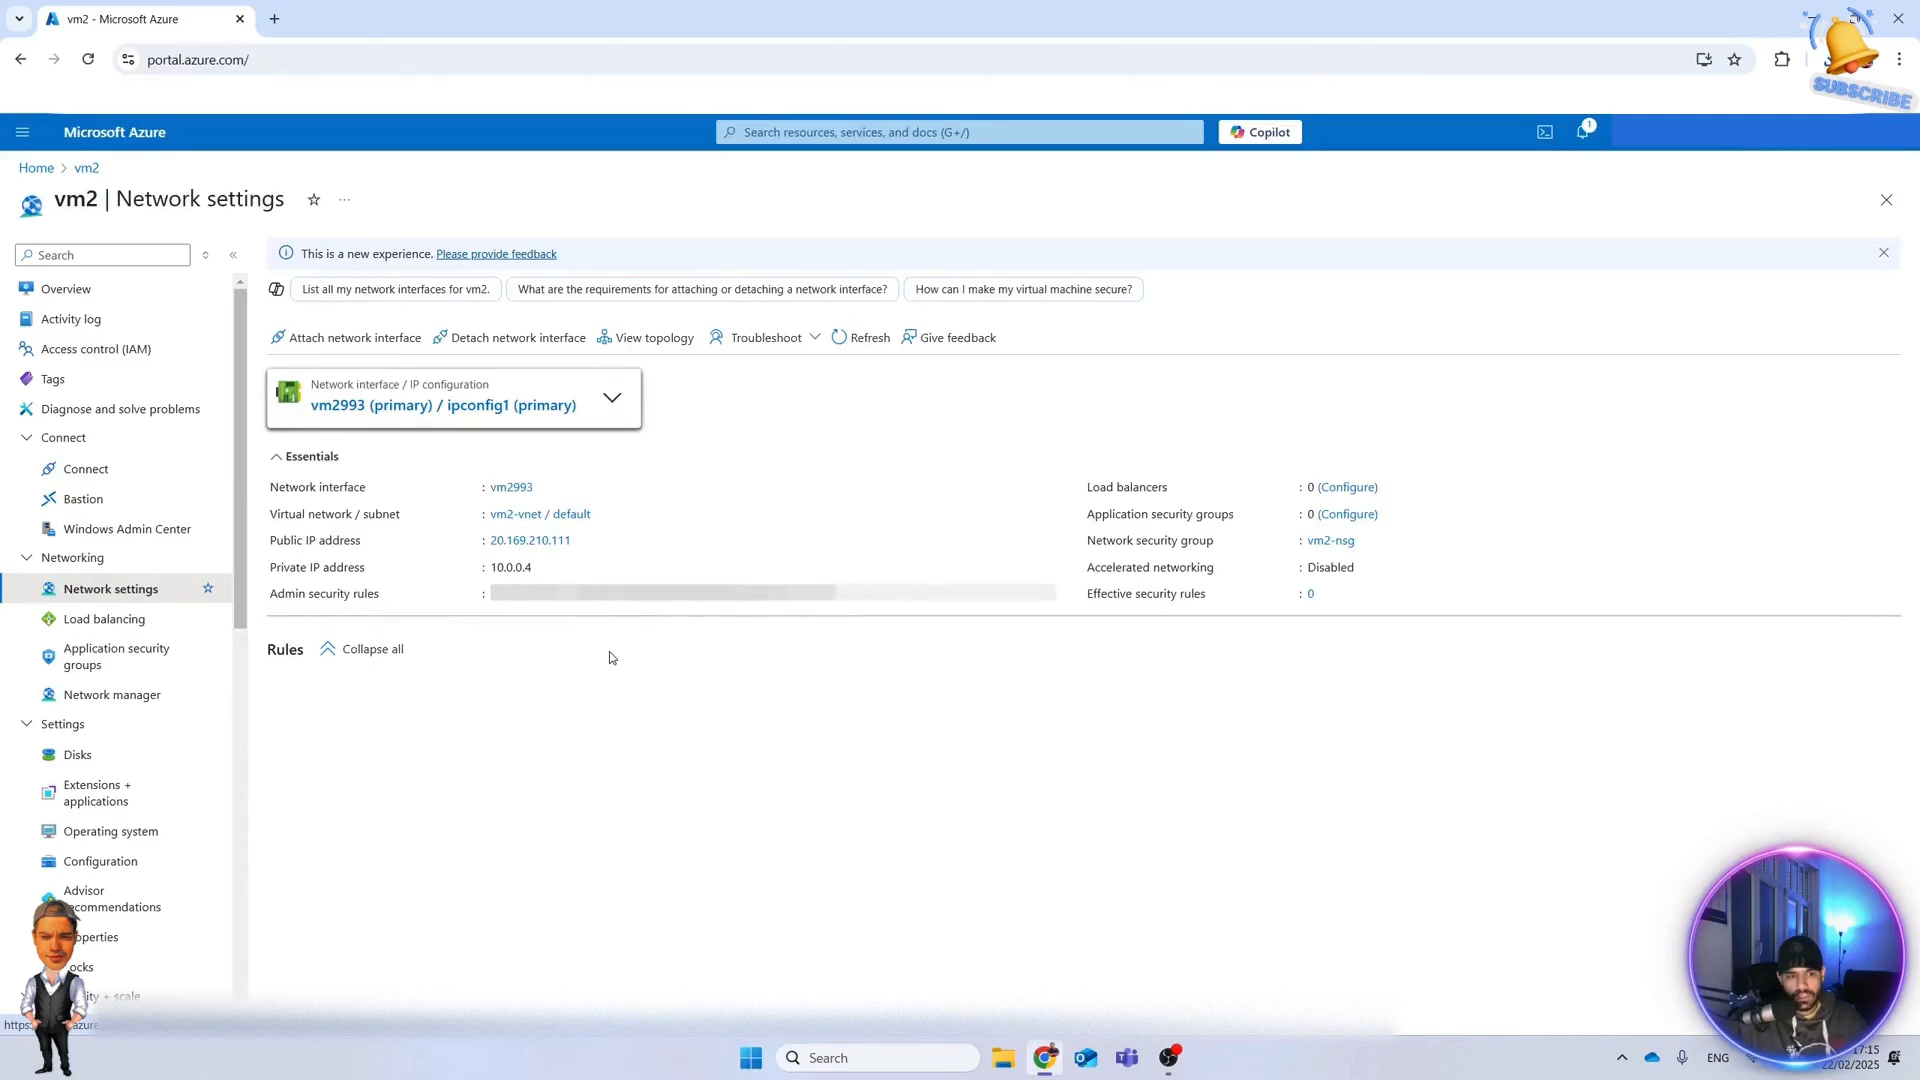 vm2 - Microsoft Azure
portal.azure.com/
SUBSCRIBE
Microsoft Azure
Search resources, services, and docs (G+/)
Copilot
1
Home > vm2
vm2 | Network settings
Search
Overview
Activity log
Access control (IAM)
Tags
Diagnose and solve problems
Connect
Connect
Bastion
Windows Admin Center
Networking
Network settings
Load balancing
Application security
groups
Network manager
Settings
Disks
Extensions +
applications
Operating system
Configuration
Advisor
This is a new experience. Please provide feedback
List all my network interfaces for vm2.
What are the requirements for attaching or detaching a network interface?
How can I make my virtual machine secure?
Attach network interface
Detach network interface
View topology
Troubleshoot
Refresh
Give feedback
Network interface / IP configuration
vm2993 (primary) / ipconfig1 (primary)
Essentials
Network interface : vm2993
Virtual network / subnet : vm2-vnet / default
Public IP address : 20.169.210.111
Private IP address : 10.0.0.4
Admin security rules :
Load balancers : 0 (Configure)
Application security groups : 0 (Configure)
Network security group : vm2-nsg
Accelerated networking : Disabled
Effective security rules : 0
Rules
Collapse all
Search
ENG
17:15
22/02/2025